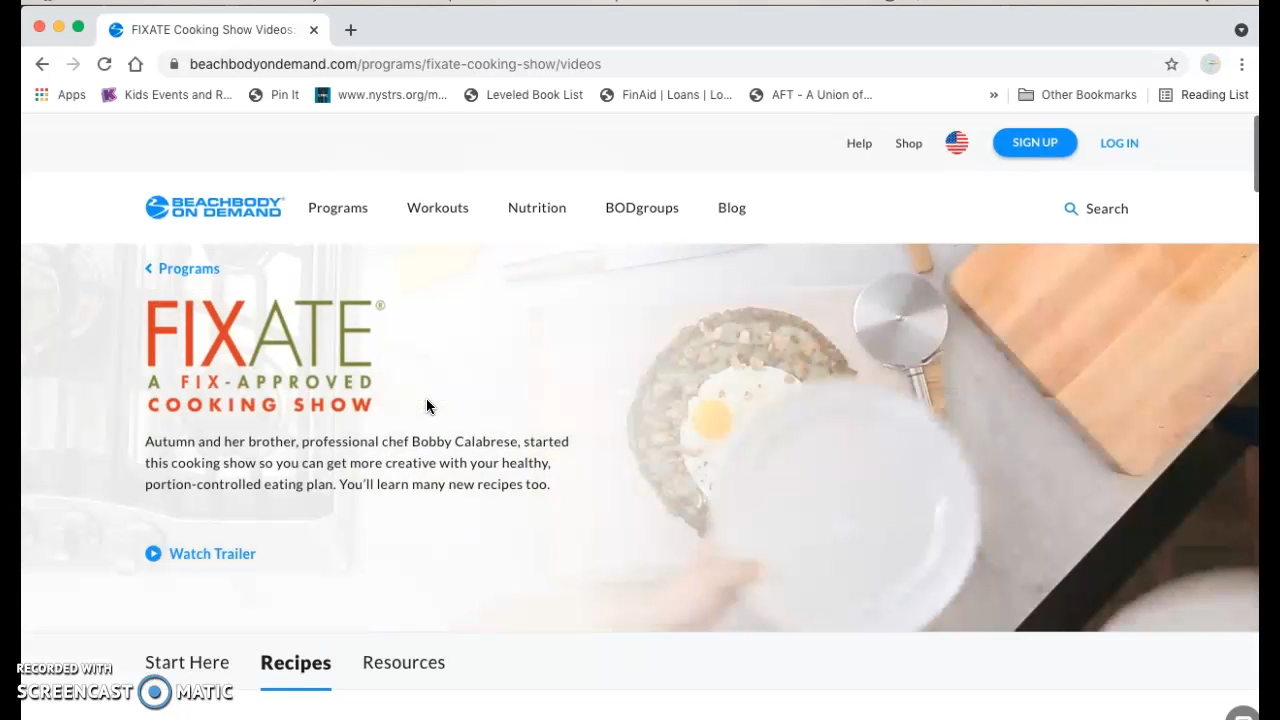 FIXATE Cooking Show Videos:
beachbodyondemand.com/programs/fixate-cooking-show/videos
Apps
Kids Events and R...
Pin It
www.nystrs.org/m...
Leveled Book List
FinAid | Loans | Lo...
AFT - A Union of...
»
Other Bookmarks
Reading List
Help
Shop
SIGN UP
LOG IN
BEACHBODY®
ON DEMAND
Programs
Workouts
Nutrition
BODgroups
Blog
Search
Programs
FIXATE®
A FIX-APPROVED
COOKING SHOW
Autumn and her brother, professional chef Bobby Calabrese, started
this cooking show so you can get more creative with your healthy,
portion-controlled eating plan. You'll learn many new recipes too.
Watch Trailer
Start Here
Recipes
Resources
RECORDED WITH
SCREENCAST MATIC